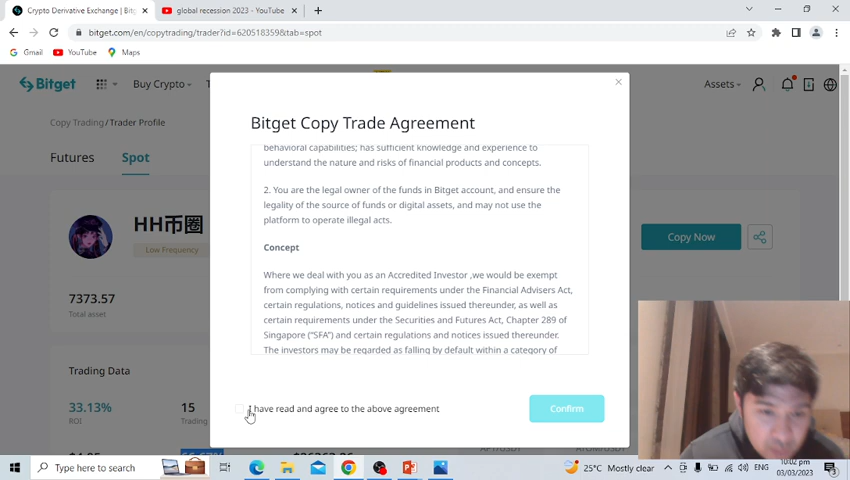 Crypto Derivative Exchange | Bitg
global recession 2023 - YouTube
bitget.com/en/copytrading/trader?id=620518359&tab=spot
Gmail YouTube Maps
Bitget
Buy Crypto
Assets
Copy Trading / Trader Profile
Futures Spot
HH币圈
Low Frequency
Copy Now
7373.57
Total asset
Trading Data
33.13% 15
ROI Trading
Bitget Copy Trade Agreement
behavioral capabilities; has sufficient knowledge and experience to
understand the nature and risks of financial products and concepts.
2. You are the legal owner of the funds in Bitget account, and ensure the
legality of the source of funds or digital assets, and may not use the
platform to operate illegal acts.
Concept
Where we deal with you as an Accredited Investor ,we would be exempt
from complying with certain requirements under the Financial Advisers Act,
certain regulations, notices and guidelines issued thereunder, as well as
certain requirements under the Securities and Futures Act, Chapter 289 of
Singapore ("SFA") and certain regulations and notices issued thereunder.
The investors may be regarded as falling by default within a category of
I have read and agree to the above agreement
Confirm
Type here to search
25°C Mostly clear
ENG
10:02 pm
03/03/2023